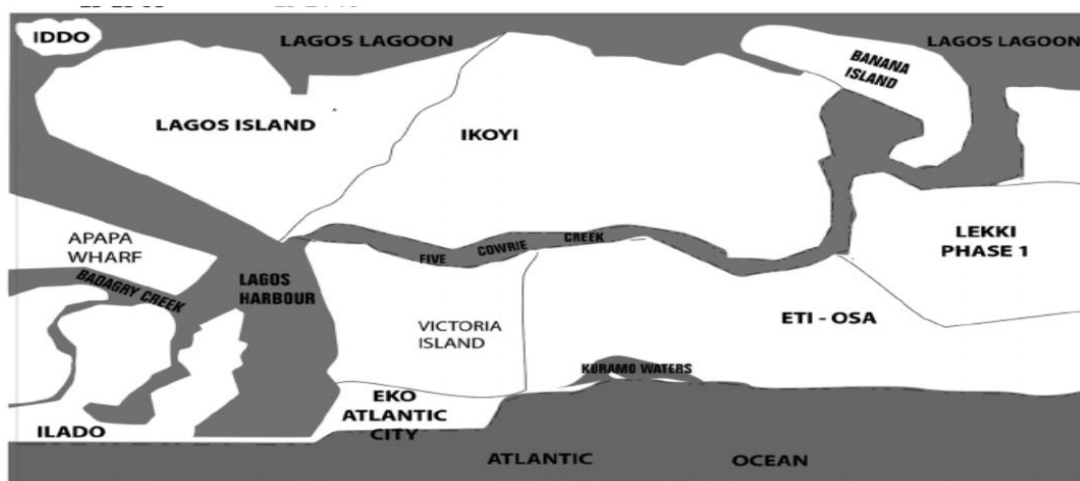 IDDO
LAGOS LAGOON
LAGOS LAGOON
BANANA
ISLAND
LAGOS ISLAND
IKOYI
APAPA
WHARF
FIVE COWRIE CREEK
LEKKI
PHASE 1
BADAGRY CREEK
LAGOS
HARBOUR
VICTORIA
ISLAND
ETI - OSA
KURAMO WATERS
EKO
ATLANTIC
CITY
ILADO
ATLANTIC OCEAN